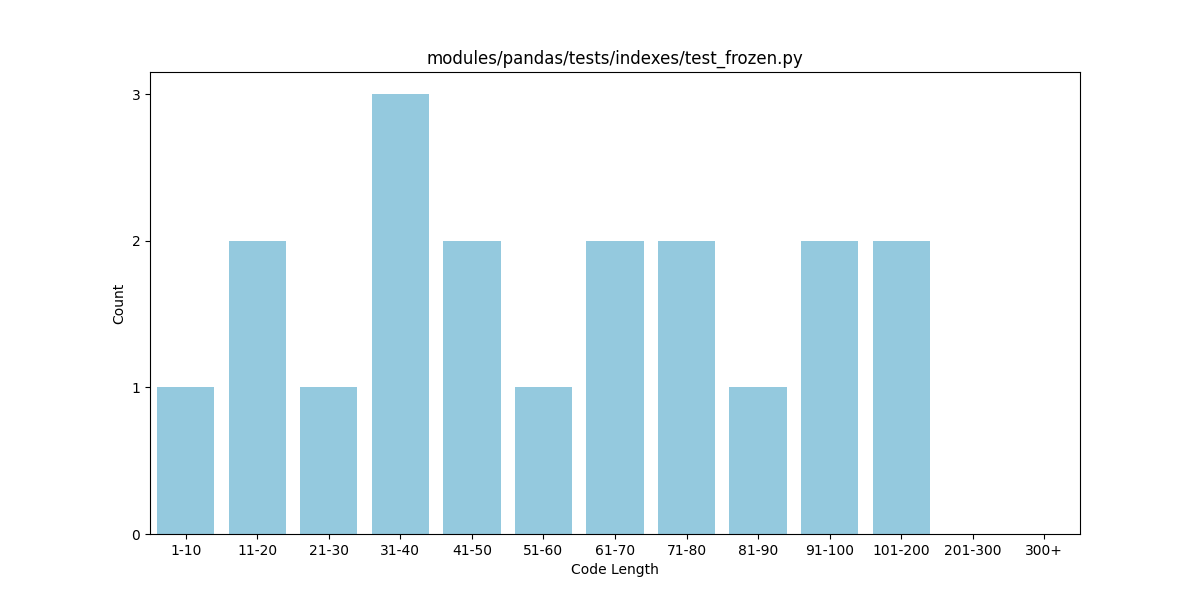 modules/pandas/tests/indexes/test_frozen.py
3
2
1
0
Count
1-10 11-20 21-30 31-40 41-50 51-60 61-70 71-80 81-90 91-100 101-200 201-300 300+
Code Length